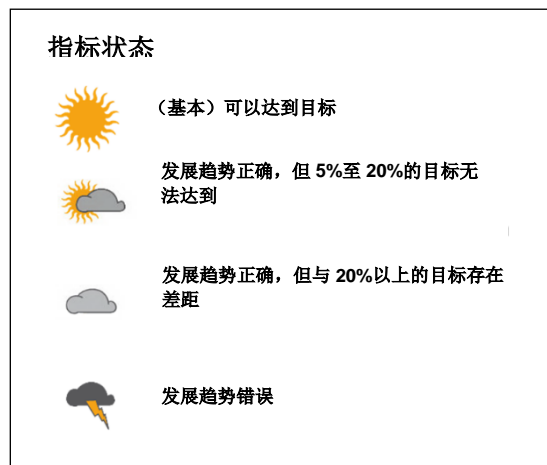 指标状态
（基本）可以达到目标
发展趋势正确，但 5%至 20%的目标无
法达到
发展趋势正确，但与 20%以上的目标存在
差距
发展趋势错误